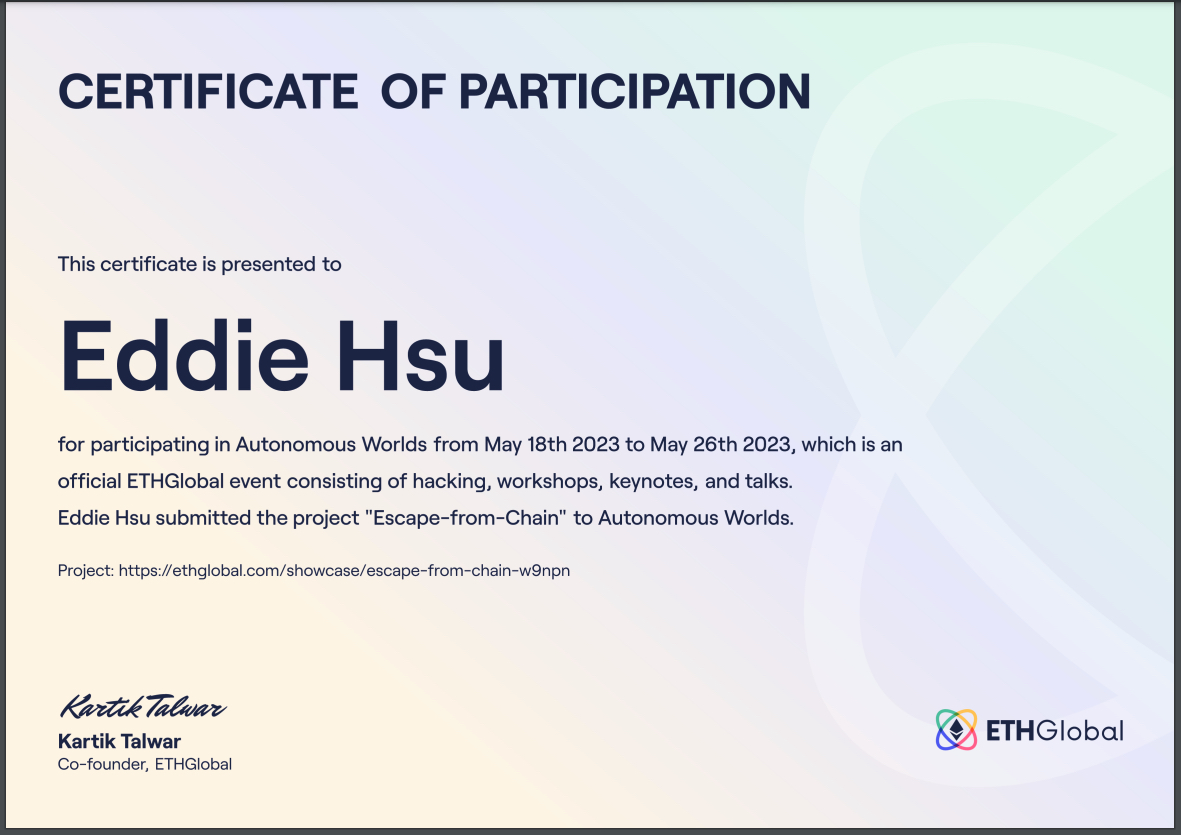 CERTIFICATE OF PARTICIPATION
This certificate is presented to
Eddie Hsu
for participating in Autonomous Worlds from May 18th 2023 to May 26th 2023, which is an
official ETHGlobal event consisting of hacking, workshops, keynotes, and talks.
Eddie Hsu submitted the project "Escape-from-Chain" to Autonomous Worlds.
Project: https://ethglobal.com/showcase/escape-from-chain-w9npn
Kartik Talwar
Kartik Talwar
Co-founder, ETHGlobal
ETHGlobal